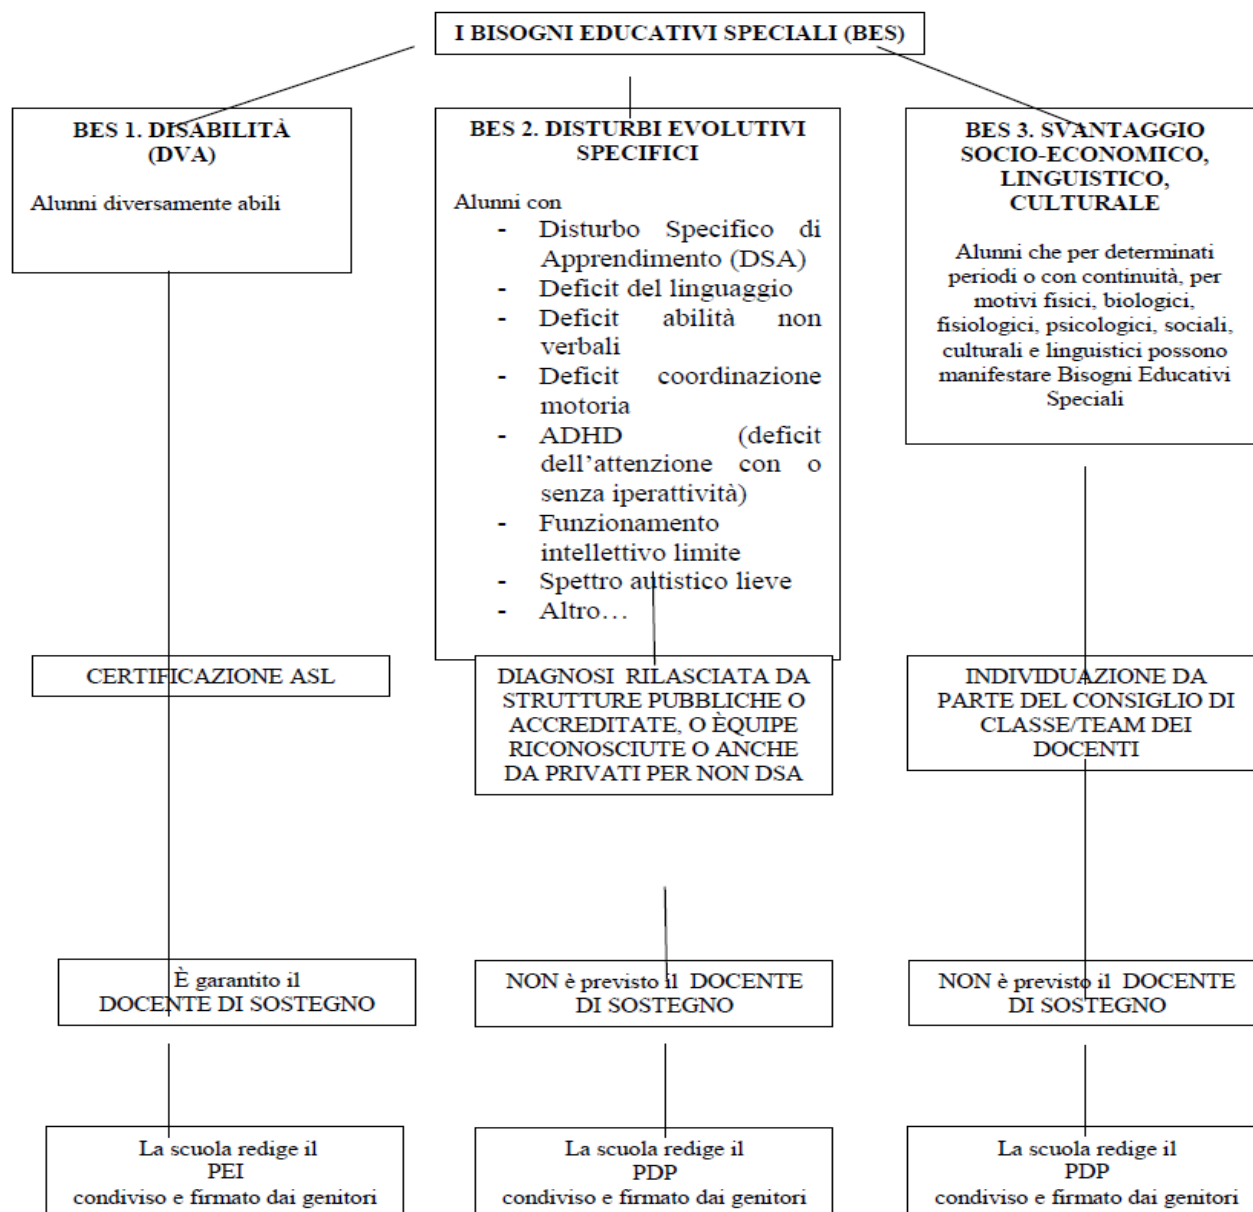 I BISOGNI EDUCATIVI SPECIALI (BES)
BES 1. DISABILITÀ
(DVA)
Alunni diversamente abili
BES 2. DISTURBI EVOLUTIVI
SPECIFICI
Alunni con
- Disturbo Specifico di
Apprendimento (DSA)
- Deficit del linguaggio
- Deficit abilità non
verbali
- Deficit coordinazione
motoria
- ADHD (deficit
dell’attenzione con o
senza iperattività)
- Funzionamento
intellettivo limite
- Spettro autistico lieve
- Altro…
BES 3. SVANTAGGIO
SOCIO-ECONOMICO,
LINGUISTICO,
CULTURALE
Alunni che per determinati
periodi o con continuità, per
motivi fisici, biologici,
fisiologici, psicologici, sociali,
culturali e linguistici possono
manifestare Bisogni Educativi
Speciali
CERTIFICAZIONE ASL
DIAGNOSI RILASCIATA DA
STRUTTURE PUBBLICHE O
ACCREDITATE, O ÈQUIPE
RICONOSCIUTE O ANCHE
DA PRIVATI PER NON DSA
INDIVIDUAZIONE DA
PARTE DEL CONSIGLIO DI
CLASSE/TEAM DEI
DOCENTI
È garantito il
DOCENTE DI SOSTEGNO
NON è previsto il DOCENTE
DI SOSTEGNO
NON è previsto il DOCENTE
DI SOSTEGNO
La scuola redige il
PEI
condiviso e firmato dai genitori
La scuola redige il
PDP
condiviso e firmato dai genitori
La scuola redige il
PDP
condiviso e firmato dai genitori